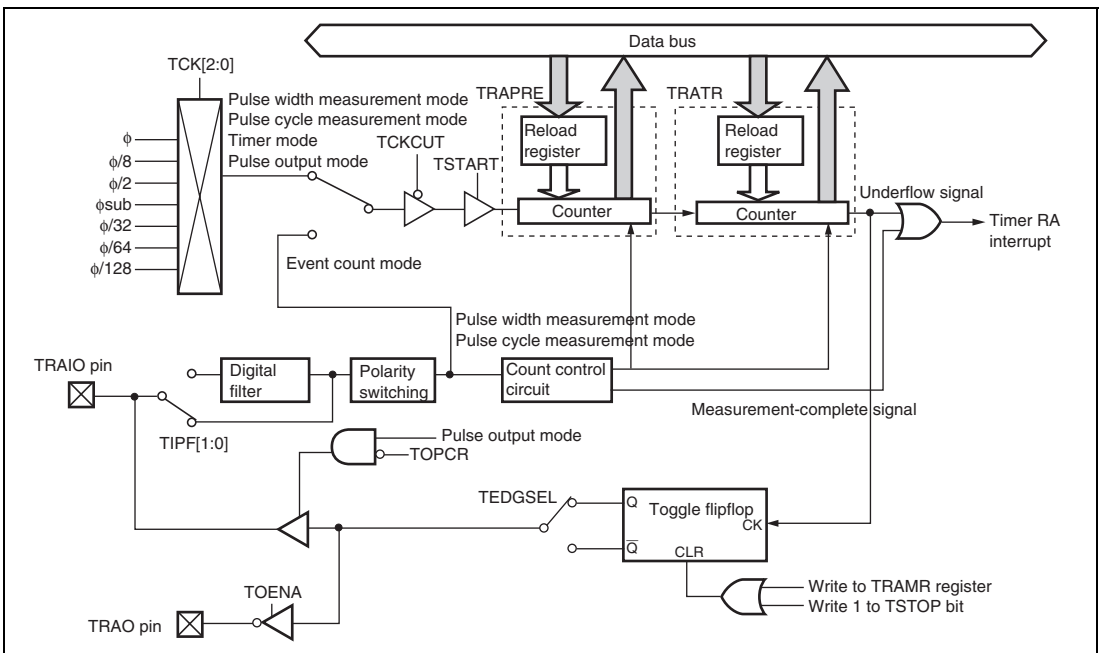 Data bus
TCK[2:0]
Pulse width measurement mode
Pulse cycle measurement mode
Timer mode
Pulse output mode
ϕ
ϕ/8
ϕ/2
ϕsub
ϕ/32
ϕ/64
ϕ/128
TCKCUT
TSTART
TRAPRE
Reload
register
Counter
TRATR
Reload
register
Counter
Underflow signal
Timer RA
interrupt
Event count mode
Pulse width measurement mode
Pulse cycle measurement mode
TRAIO pin
Digital
filter
Polarity
switching
Count control
circuit
Measurement-complete signal
TIPF[1:0]
Pulse output mode
TOPCR
TEDGSEL
Q
Toggle flipflop
CK
Q̅
CLR
Write to TRAMR register
Write 1 to TSTOP bit
TOENA
TRAO pin